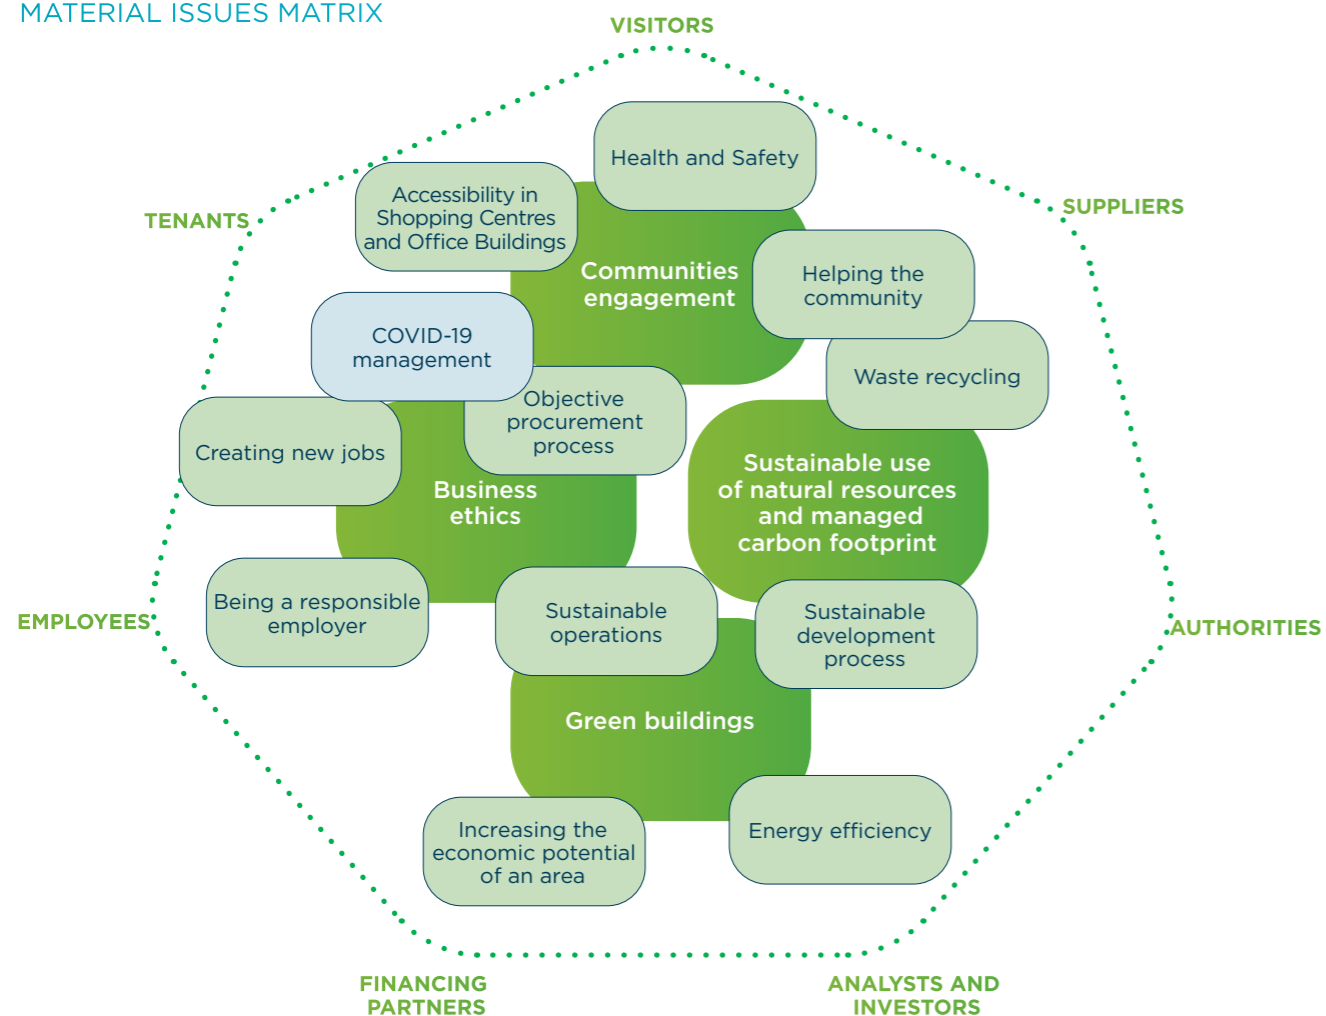 MATERIAL ISSUES MATRIX
VISITORS
Health and Safety
Accessibility in
Shopping Centres
and Office Buildings
TENANTS
SUPPLIERS
Communities
engagement
Helping the
community
COVID-19
management
Waste recycling
Objective
procurement
process
Creating new jobs
Business
ethics
Sustainable use
of natural resources
and managed
carbon footprint
Being a responsible
employer
Sustainable
operations
Sustainable
development
process
EMPLOYEES
AUTHORITIES
Green buildings
Increasing the
economic potential
of an area
Energy efficiency
FINANCING
PARTNERS
ANALYSTS AND
INVESTORS